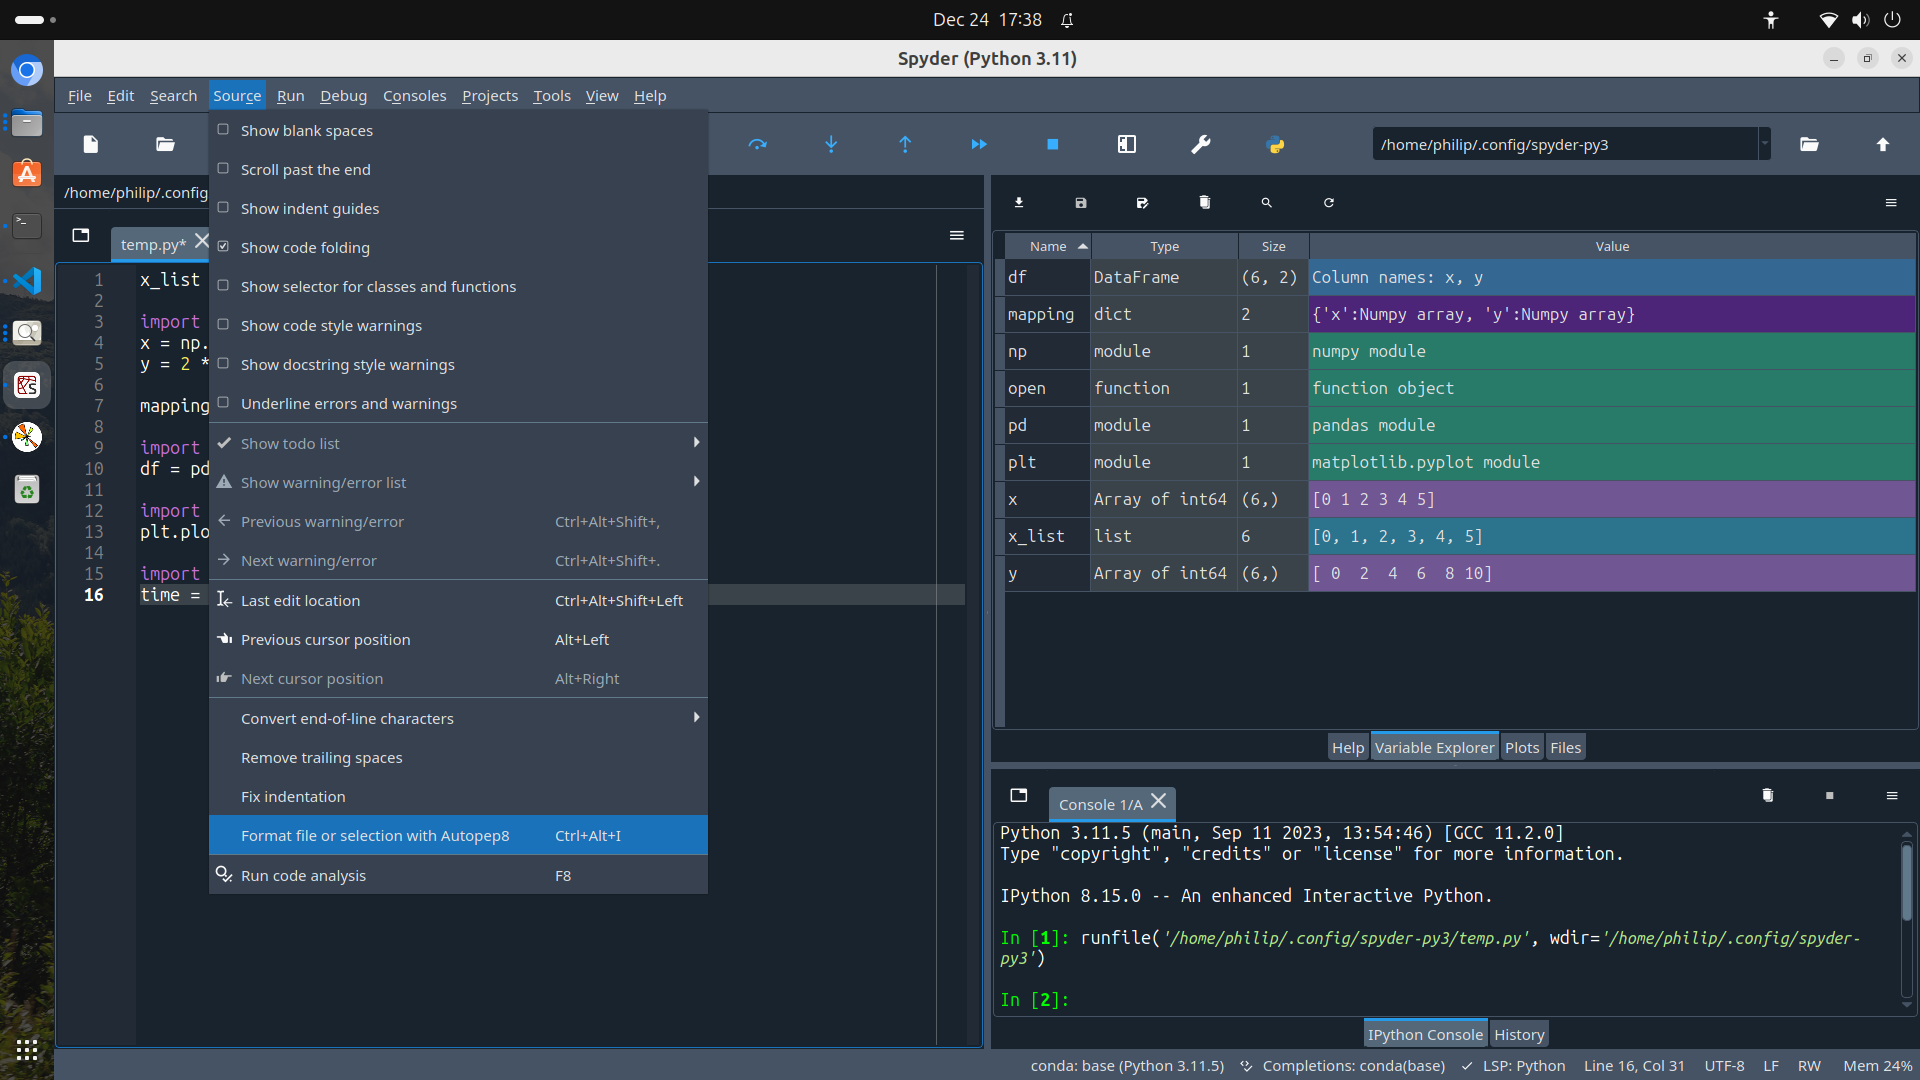 Dec 24 17:38
Spyder (Python 3.11)
File Edit Search Source Run Debug Consoles Projects Tools View Help
/home/philip/.config/spyder-py3
/home/philip/.config
temp.py*
1 x_list
2
3 import
4 x = np.
5 y = 2 *
6
7 mapping
8
9 import
10 df = pd
11
12 import
13 plt.plo
14
15 import
16 time =
Show blank spaces
Scroll past the end
Show indent guides
Show code folding
Show selector for classes and functions
Show code style warnings
Show docstring style warnings
Underline errors and warnings
Show todo list
Show warning/error list
Previous warning/error Ctrl+Alt+Shift+,
Next warning/error Ctrl+Alt+Shift+.
Last edit location Ctrl+Alt+Shift+Left
Previous cursor position Alt+Left
Next cursor position Alt+Right
Convert end-of-line characters
Remove trailing spaces
Fix indentation
Format file or selection with Autopep8 Ctrl+Alt+I
Run code analysis F8
Name Type Size Value
df DataFrame (6, 2) Column names: x, y
mapping dict 2 {'x':Numpy array, 'y':Numpy array}
np module 1 numpy module
open function 1 function object
pd module 1 pandas module
plt module 1 matplotlib.pyplot module
x Array of int64 (6,) [0 1 2 3 4 5]
x_list list 6 [0, 1, 2, 3, 4, 5]
y Array of int64 (6,) [ 0 2 4 6 8 10]
Help Variable Explorer Plots Files
Console 1/A
Python 3.11.5 (main, Sep 11 2023, 13:54:46) [GCC 11.2.0]
Type "copyright", "credits" or "license" for more information.
IPython 8.15.0 -- An enhanced Interactive Python.
In [1]: runfile('/home/philip/.config/spyder-py3/temp.py', wdir='/home/philip/.config/spyder-
py3')
In [2]:
IPython Console History
conda: base (Python 3.11.5) Completions: conda(base) LSP: Python Line 16, Col 31 UTF-8 LF RW Mem 24%